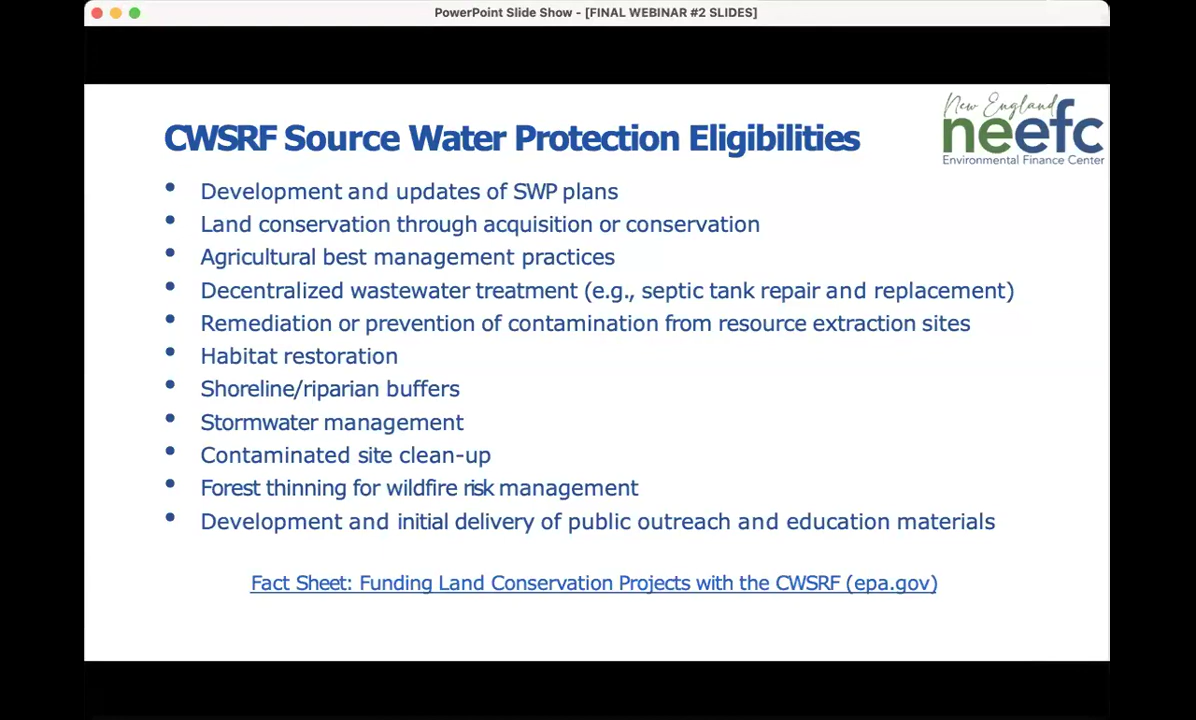 PowerPoint Slide Show - [FINAL WEBINAR #2 SLIDES]
New England
neefc
Environmental Finance Center
CWSRF Source Water Protection Eligibilities
• Development and updates of SWP plans
• Land conservation through acquisition or conservation
• Agricultural best management practices
• Decentralized wastewater treatment (e.g., septic tank repair and replacement)
• Remediation or prevention of contamination from resource extraction sites
• Habitat restoration
• Shoreline/riparian buffers
• Stormwater management
• Contaminated site clean-up
• Forest thinning for wildfire risk management
• Development and initial delivery of public outreach and education materials
Fact Sheet: Funding Land Conservation Projects with the CWSRF (epa.gov)